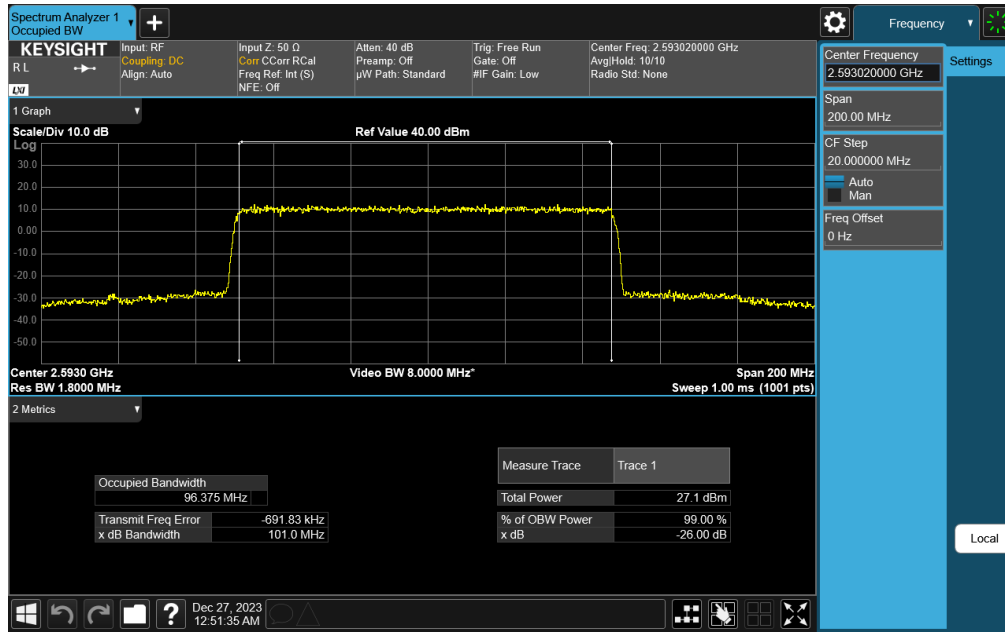 Spectrum Analyzer 1
Occupied BW
Frequency
KEYSIGHT
R L
LXI
Input: RF
Coupling: DC
Align: Auto
Input Z: 50 Ω
Corr CCorr RCal
Freq Ref: Int (S)
NFE: Off
Atten: 40 dB
Preamp: Off
µW Path: Standard
Trig: Free Run
Gate: Off
#IF Gain: Low
Center Freq: 2.593020000 GHz
Avg|Hold: 10/10
Radio Std: None
Center Frequency
2.593020000 GHz
Settings
Span
200.00 MHz
CF Step
20.000000 MHz
Auto
Man
Freq Offset
0 Hz
Local
1 Graph
Scale/Div 10.0 dB
Ref Value 40.00 dBm
Log
30.0
20.0
10.0
0.00
-10.0
-20.0
-30.0
-40.0
-50.0
Center 2.5930 GHz
Video BW 8.0000 MHz*
Span 200 MHz
Res BW 1.8000 MHz
Sweep 1.00 ms (1001 pts)
2 Metrics
Occupied Bandwidth
96.375 MHz
Transmit Freq Error -691.83 kHz
x dB Bandwidth 101.0 MHz
Measure Trace Trace 1
Total Power 27.1 dBm
% of OBW Power 99.00 %
x dB -26.00 dB
Dec 27, 2023
12:51:35 AM